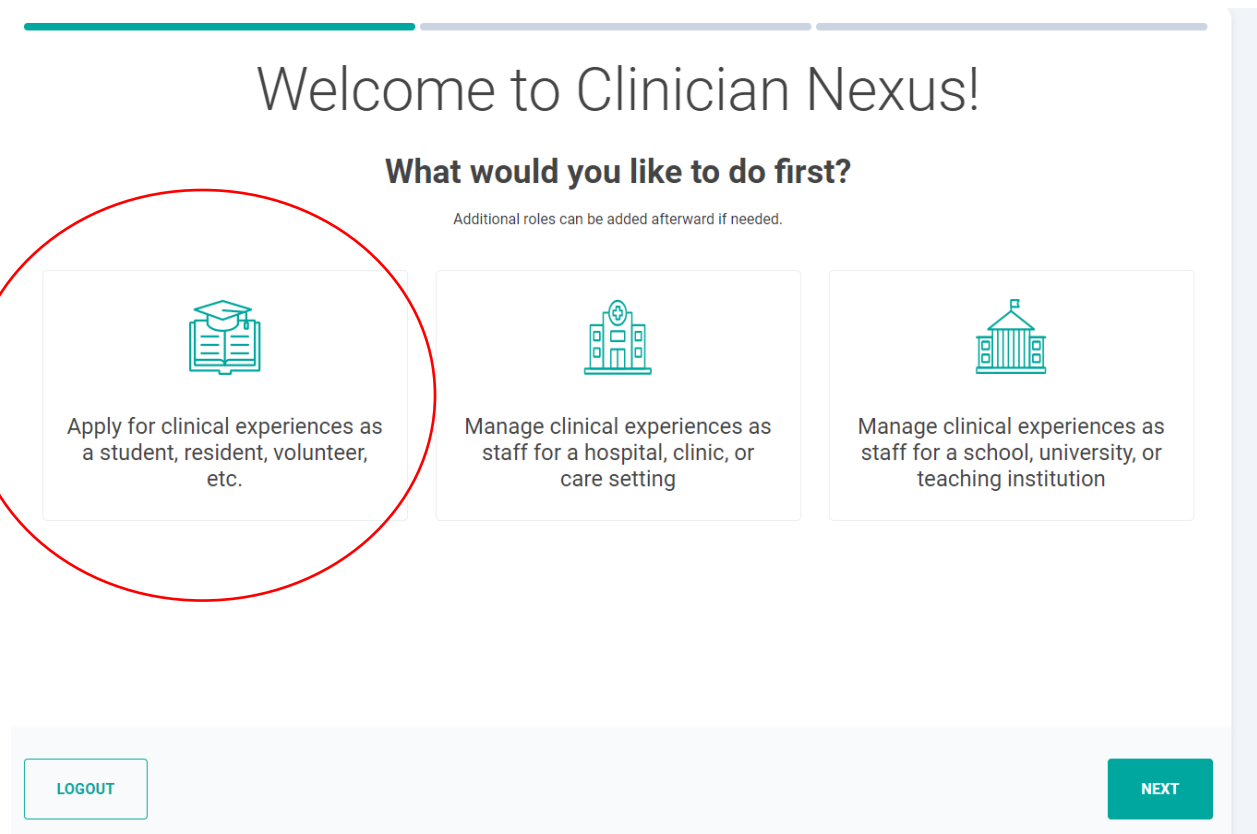 Welcome to Clinician Nexus!
What would you like to do first?
Additional roles can be added afterward if needed.
Apply for clinical experiences as
a student, resident, volunteer,
etc.
Manage clinical experiences as
staff for a hospital, clinic, or
care setting
Manage clinical experiences as
staff for a school, university, or
teaching institution
LOGOUT
NEXT